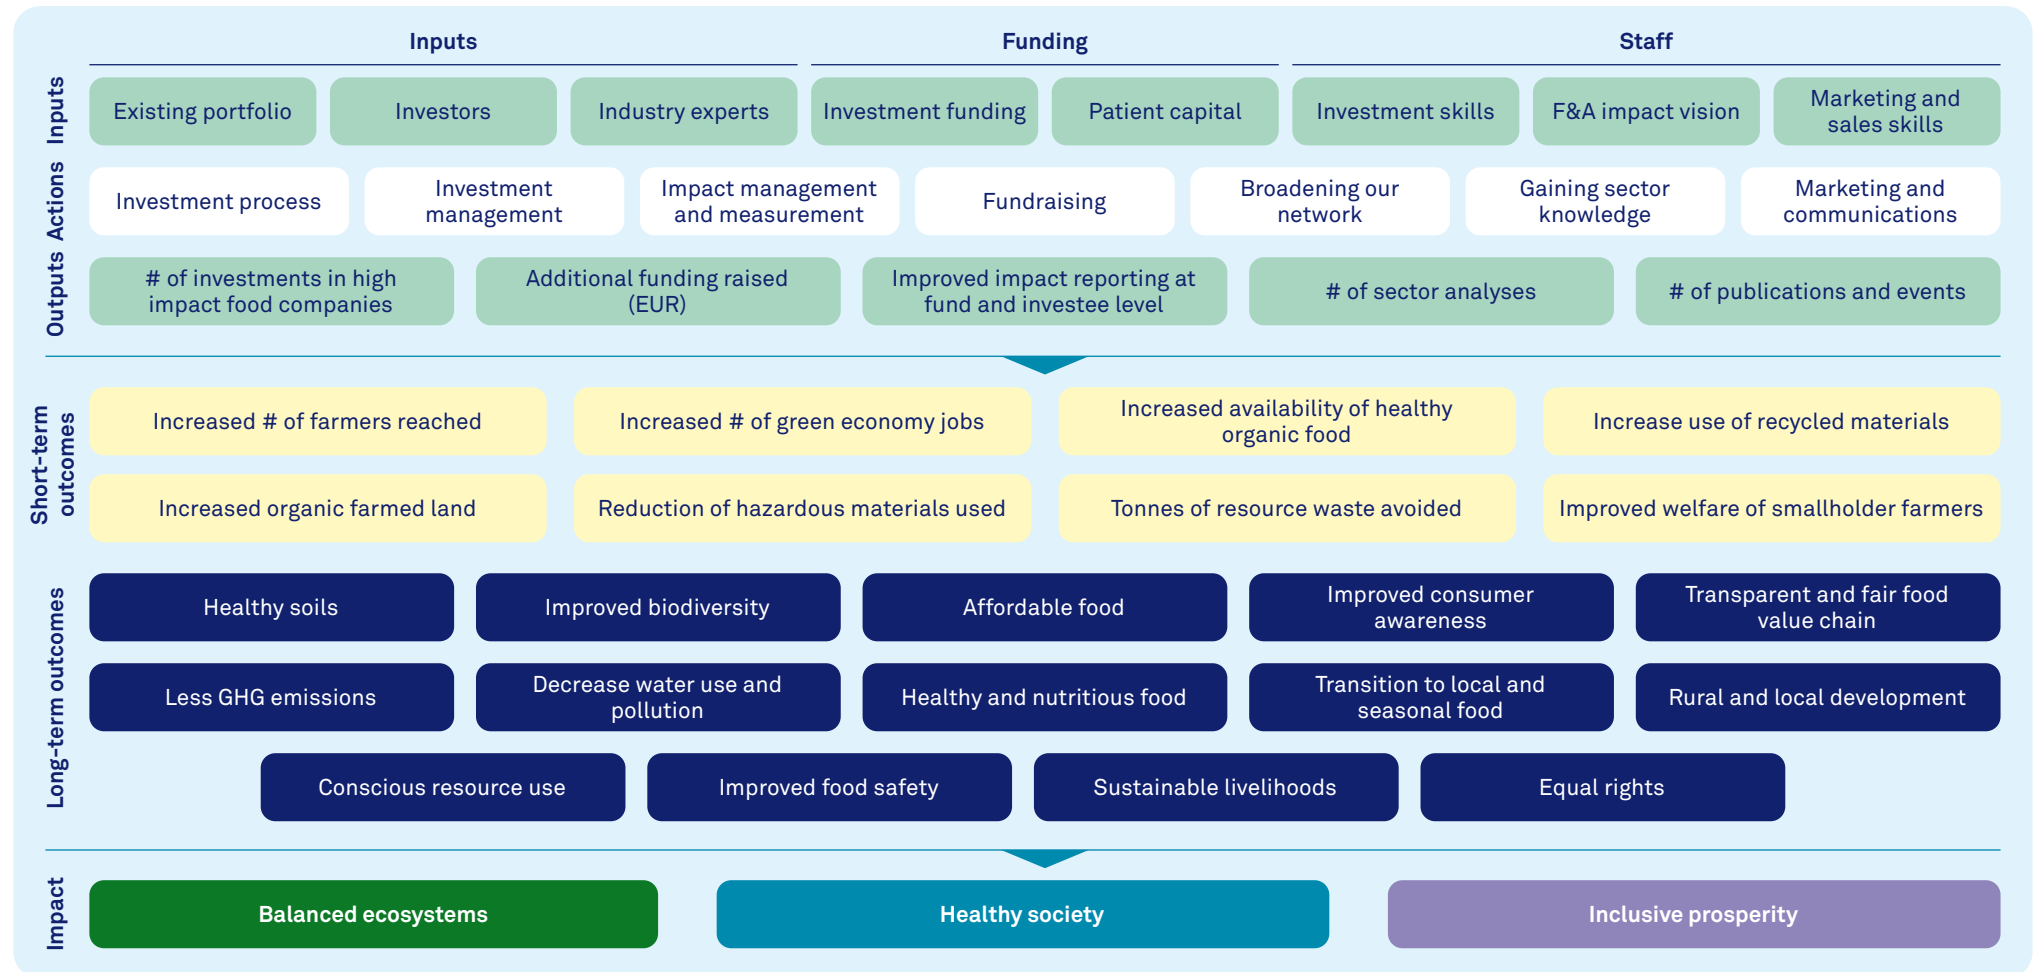 Inputs
Funding
Staff
Inputs
Existing portfolio
Investors
Industry experts
Investment funding
Patient capital
Investment skills
F&A impact vision
Marketing and
sales skills
Actions
Investment process
Investment
management
Impact management
and measurement
Fundraising
Broadening our
network
Gaining sector
knowledge
Marketing and
communications
Outputs
# of investments in high
impact food companies
Additional funding raised
(EUR)
Improved impact reporting at
fund and investee level
# of sector analyses
# of publications and events
Short-term
outcomes
Increased # of farmers reached
Increased # of green economy jobs
Increased availability of healthy
organic food
Increase use of recycled materials
Increased organic farmed land
Reduction of hazardous materials used
Tonnes of resource waste avoided
Improved welfare of smallholder farmers
Long-term outcomes
Healthy soils
Improved biodiversity
Affordable food
Improved consumer
awareness
Transparent and fair food
value chain
Less GHG emissions
Decrease water use and
pollution
Healthy and nutritious food
Transition to local and
seasonal food
Rural and local development
Conscious resource use
Improved food safety
Sustainable livelihoods
Equal rights
Impact
Balanced ecosystems
Healthy society
Inclusive prosperity